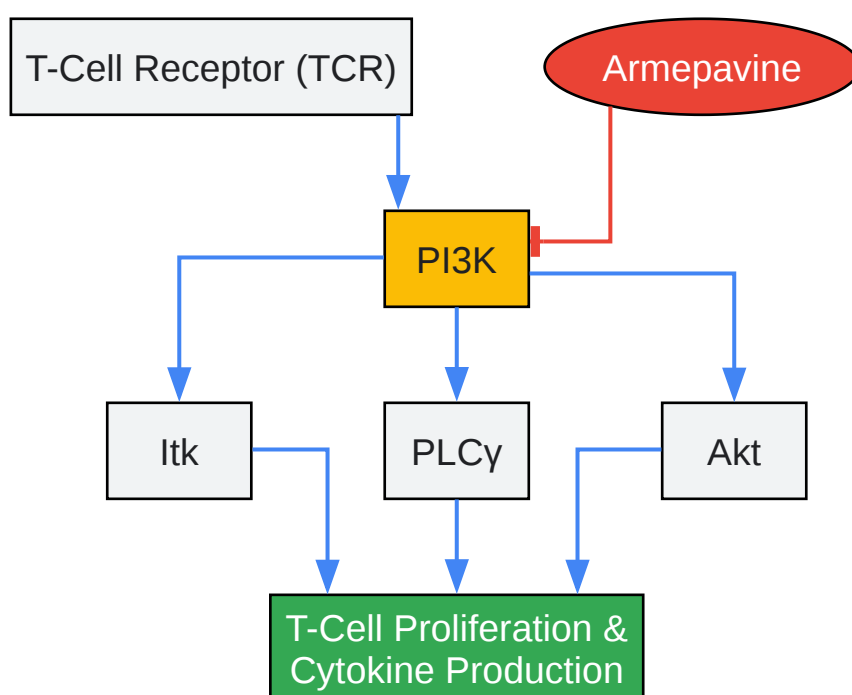 T-Cell Receptor (TCR)
Armepavine
PI3K
Itk
PLCγ
Akt
T-Cell Proliferation &
Cytokine Production